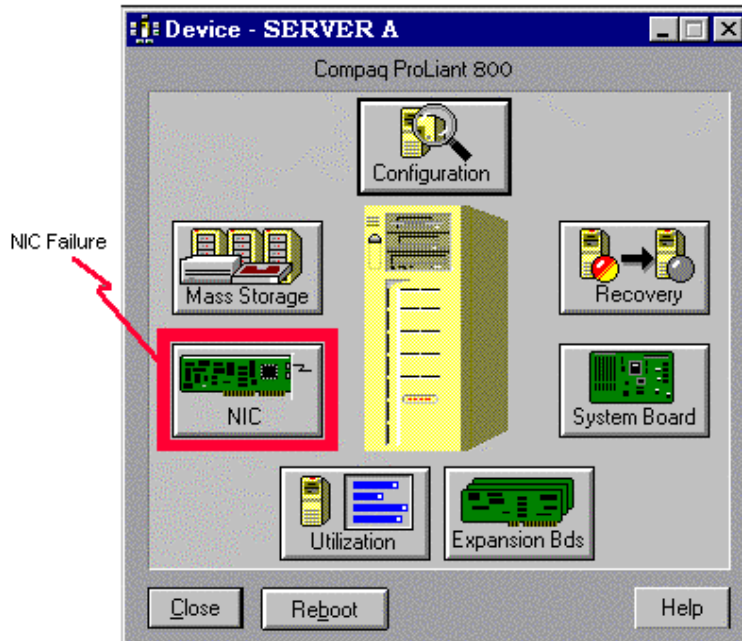 Device - SERVER A
Compaq ProLiant 800
Configuration
NIC Failure
Mass Storage
Recovery
NIC
System Board
Utilization
Expansion Bds
Close
Reboot
Help